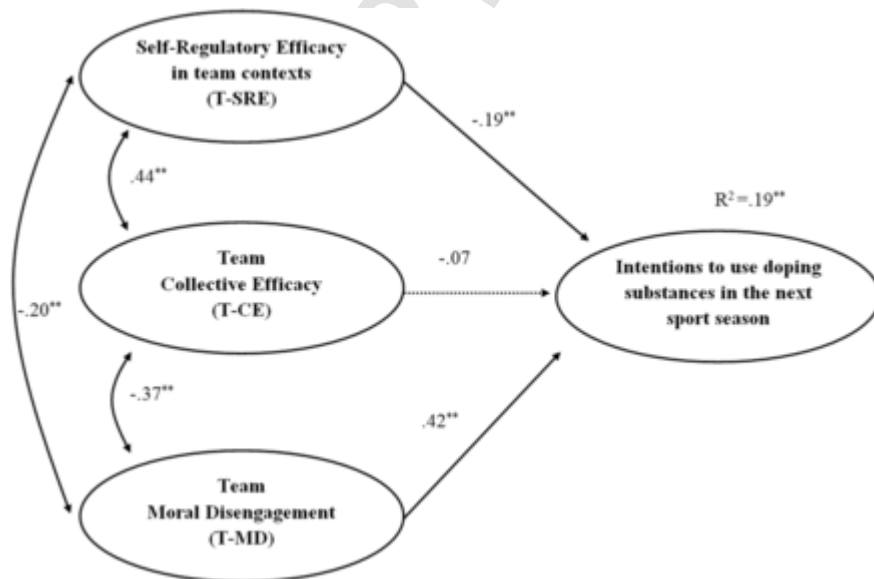 Self-Regulatory Efficacy
in team contexts
(T-SRE)
-.19**
.44**
R²=.19**
Team
Collective Efficacy
(T-CE)
-.07
Intentions to use doping
substances in the next
sport season
-.20**
-.37**
.42**
Team
Moral Disengagement
(T-MD)